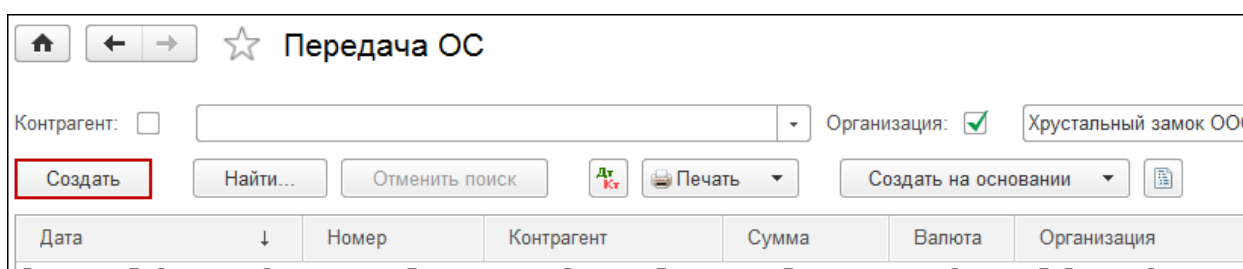 Передача ОС
Контрагент: Организация: Хрустальный замок ООО
Создать Найти... Отменить поиск Дт Кт Печать Создать на основании
Дата ↓ Номер Контрагент Сумма Валюта Организация